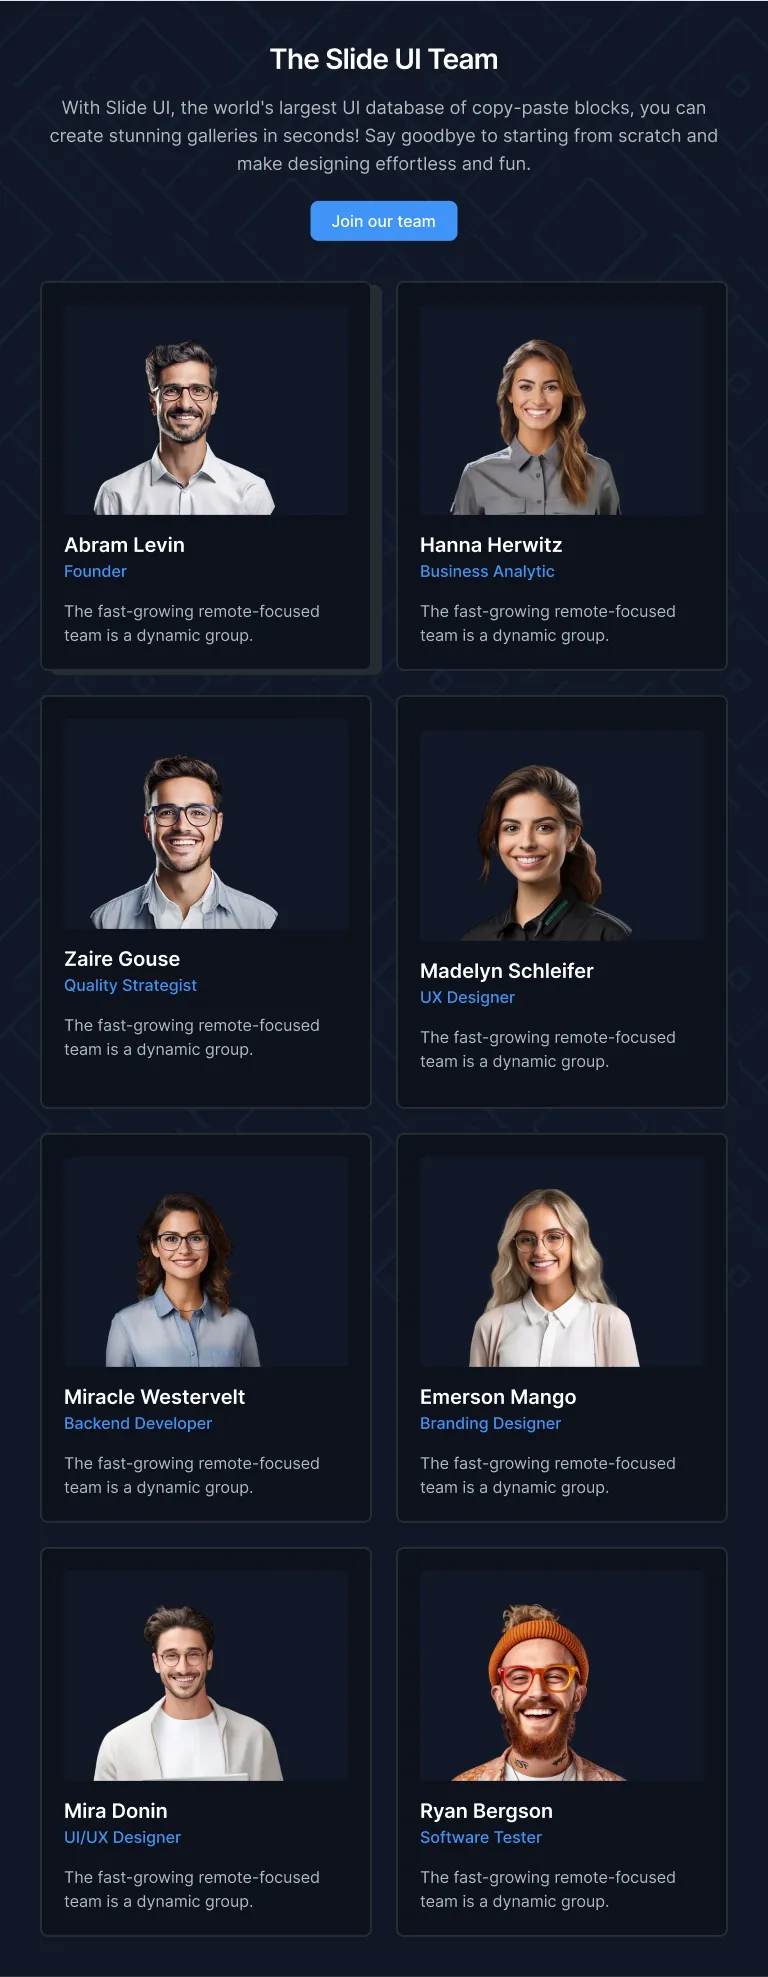 The Slide UI Team
With Slide UI, the world's largest UI database of copy-paste blocks, you can
create stunning galleries in seconds! Say goodbye to starting from scratch and
make designing effortless and fun.
Join our team
Abram Levin
Founder
The fast-growing remote-focused
team is a dynamic group.
Hanna Herwitz
Business Analytic
The fast-growing remote-focused
team is a dynamic group.
Zaire Gouse
Quality Strategist
The fast-growing remote-focused
team is a dynamic group.
Madelyn Schleifer
UX Designer
The fast-growing remote-focused
team is a dynamic group.
Miracle Westervelt
Backend Developer
The fast-growing remote-focused
team is a dynamic group.
Emerson Mango
Branding Designer
The fast-growing remote-focused
team is a dynamic group.
Mira Donin
UI/UX Designer
The fast-growing remote-focused
team is a dynamic group.
Ryan Bergson
Software Tester
The fast-growing remote-focused
team is a dynamic group.